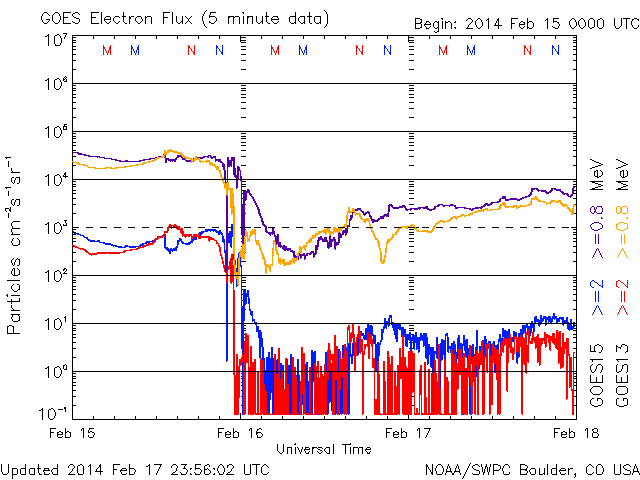 GOES Electron Flux (5 minute data)
Begin: 2014 Feb 15 0000 UTC
10⁷
M M N N M M N N M M N N
10⁶
10⁵
10⁴
10³
10²
10¹
10⁰
10⁻¹
Particles cm⁻²s⁻¹sr⁻¹
GOES15 >=2 >=0.8 MeV
GOES13 >=2 >=0.8 MeV
Feb 15 Feb 16 Feb 17 Feb 18
Universal Time
Updated 2014 Feb 17 23:56:02 UTC
NOAA/SWPC Boulder, CO USA